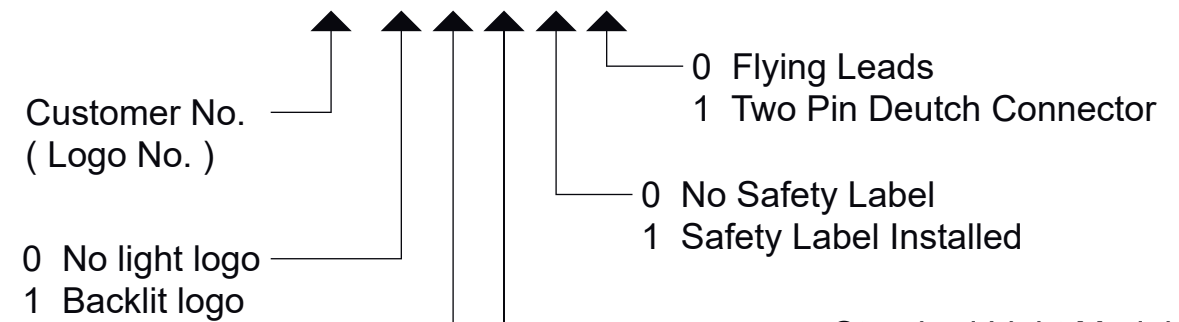 0 Flying Leads
1 Two Pin Deutch Connector
Customer No.
( Logo No. )
0 No Safety Label
1 Safety Label Installed
0 No light logo
1 Backlit logo